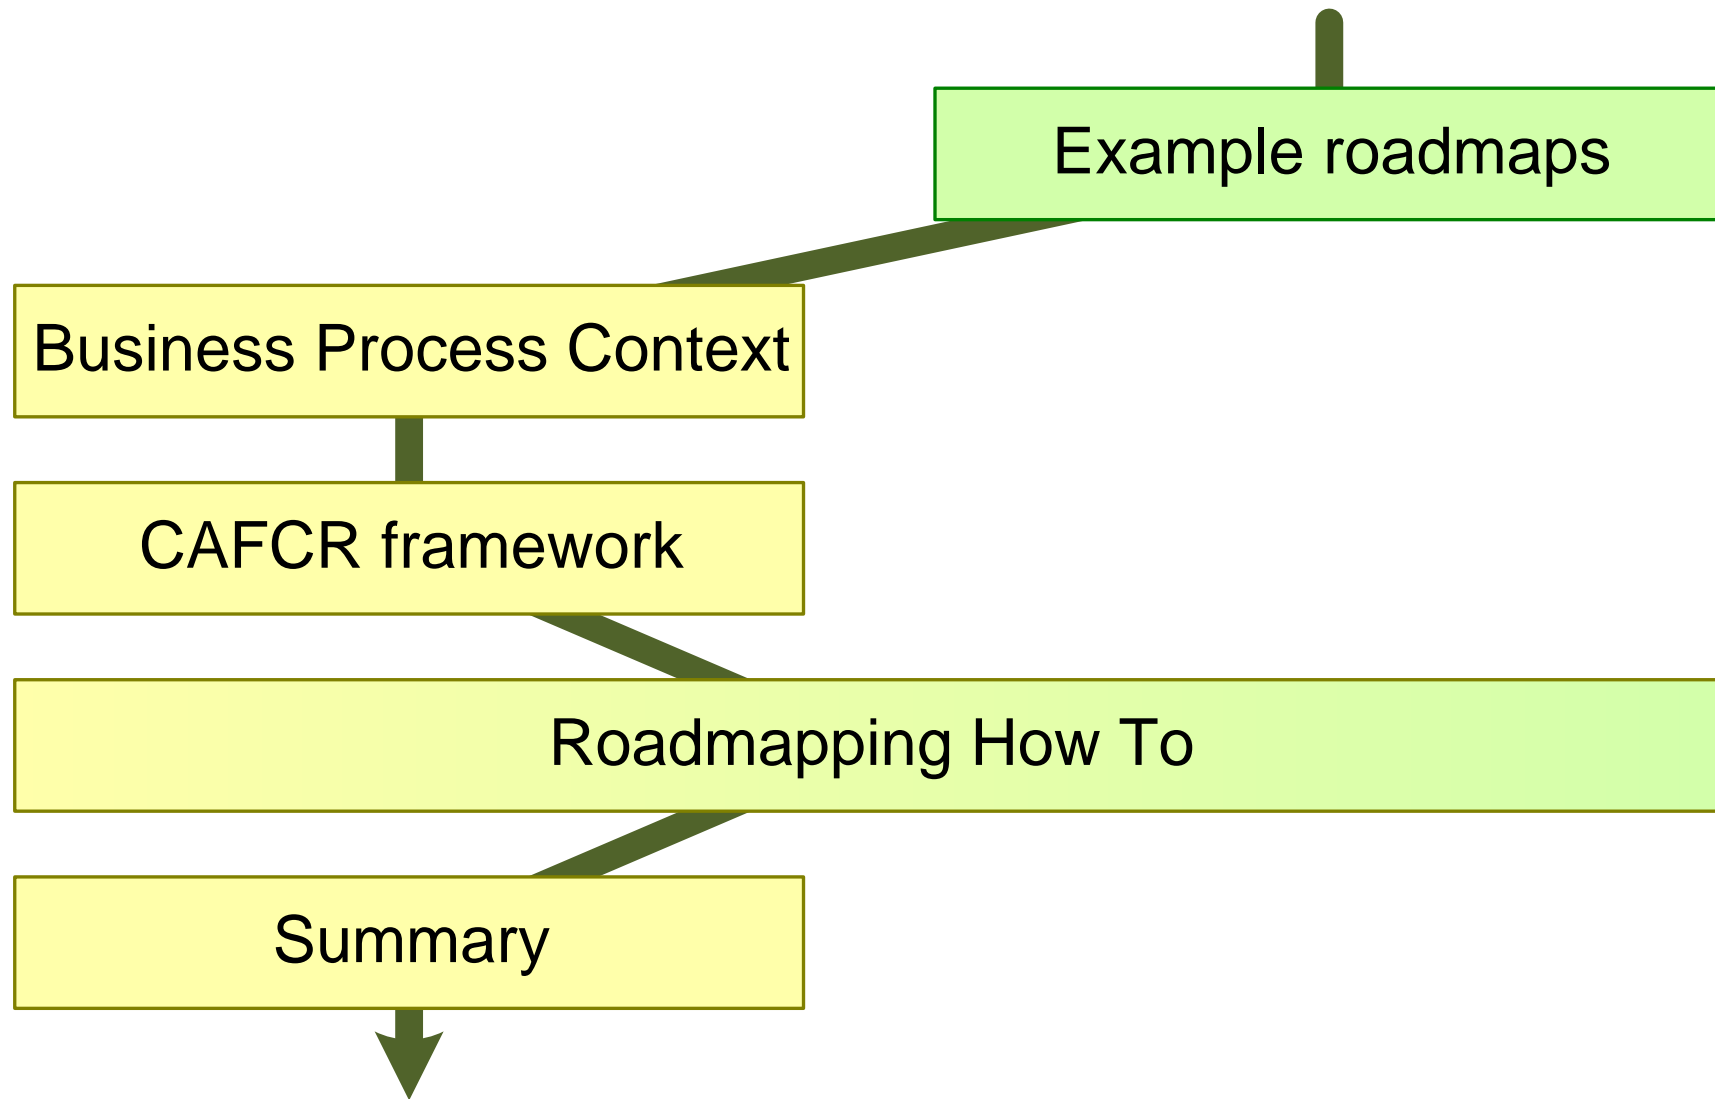 Example roadmaps
Business Process Context
CAFCR framework
Roadmapping How To
Summary